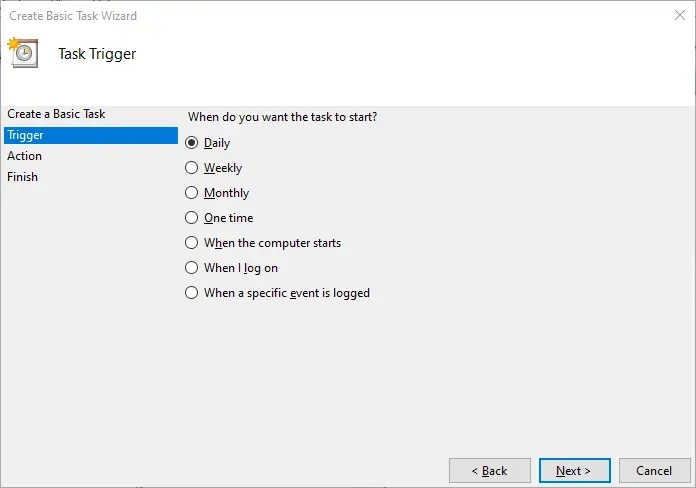 Create Basic Task Wizard
Task Trigger
Create a Basic Task
Trigger
Action
Finish
When do you want the task to start?
Daily
Weekly
Monthly
One time
When the computer starts
When I log on
When a specific event is logged
< Back
Next >
Cancel